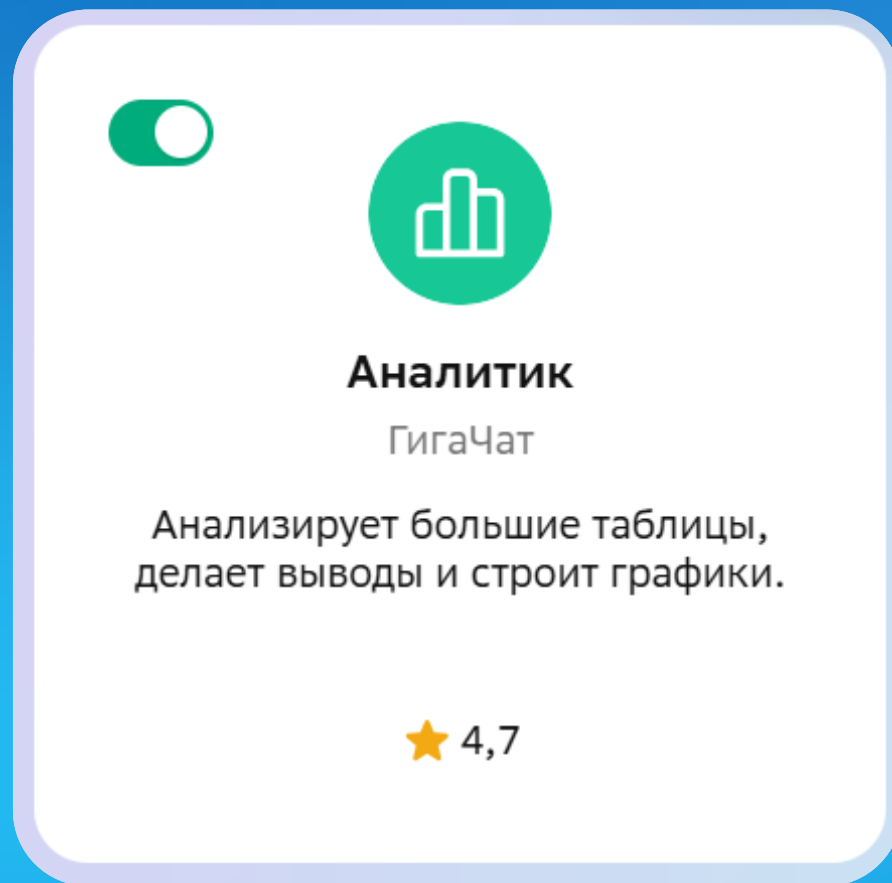 Аналитик
ГигаЧат
Анализирует большие таблицы,
делает выводы и строит графики.
4,7